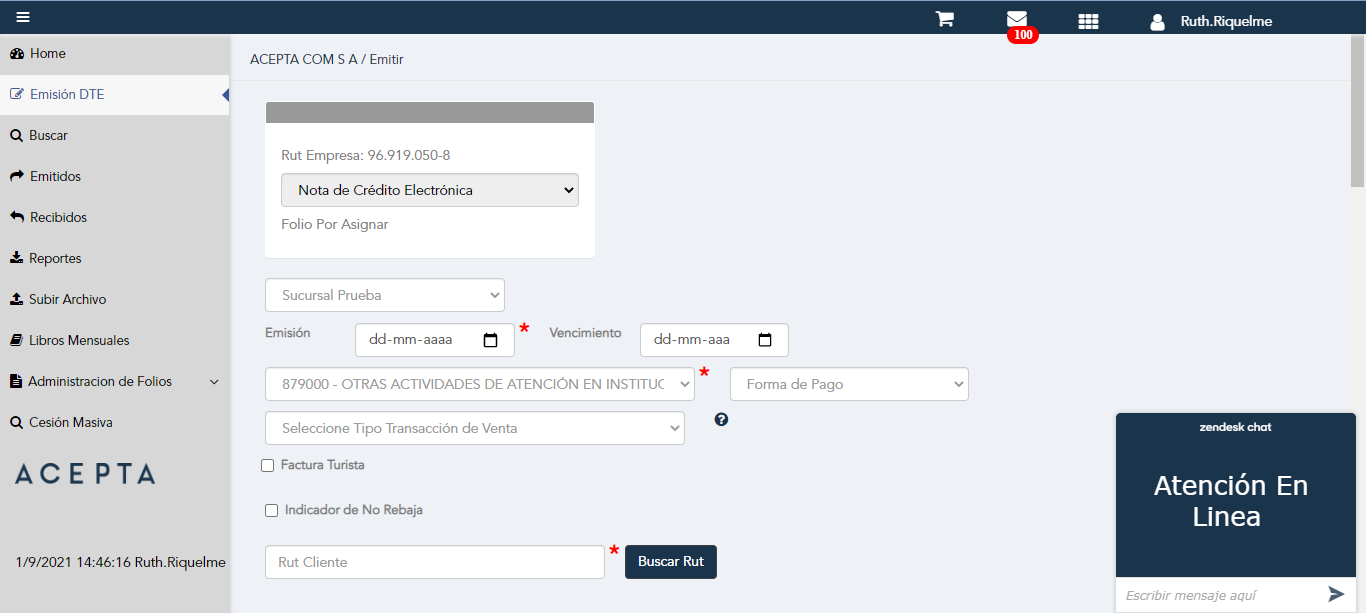 100
Ruth.Riquelme
Home
Emisión DTE
Buscar
Emitidos
Recibidos
Reportes
Subir Archivo
Libros Mensuales
Administracion de Folios
Cesión Masiva
ACEPTA
1/9/2021 14:46:16 Ruth.Riquelme
ACEPTA COM S A / Emitir
Rut Empresa: 96.919.050-8
Nota de Crédito Electrónica
Folio Por Asignar
Sucursal Prueba
Emisión dd-mm-aaaa * Vencimiento dd-mm-aaa
879000 - OTRAS ACTIVIDADES DE ATENCIÓN EN INSTITUC * Forma de Pago
Seleccione Tipo Transacción de Venta ?
Factura Turista
Indicador de No Rebaja
Rut Cliente * Buscar Rut
zendesk chat
Atención En
Linea
Escribir mensaje aquí